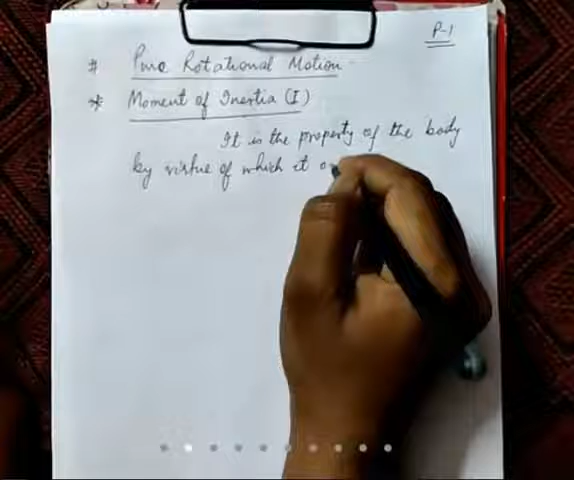 P-1
# Pure Rotational Motion
* Moment of Inertia (I)
It is the property of the body
by virtue of which it